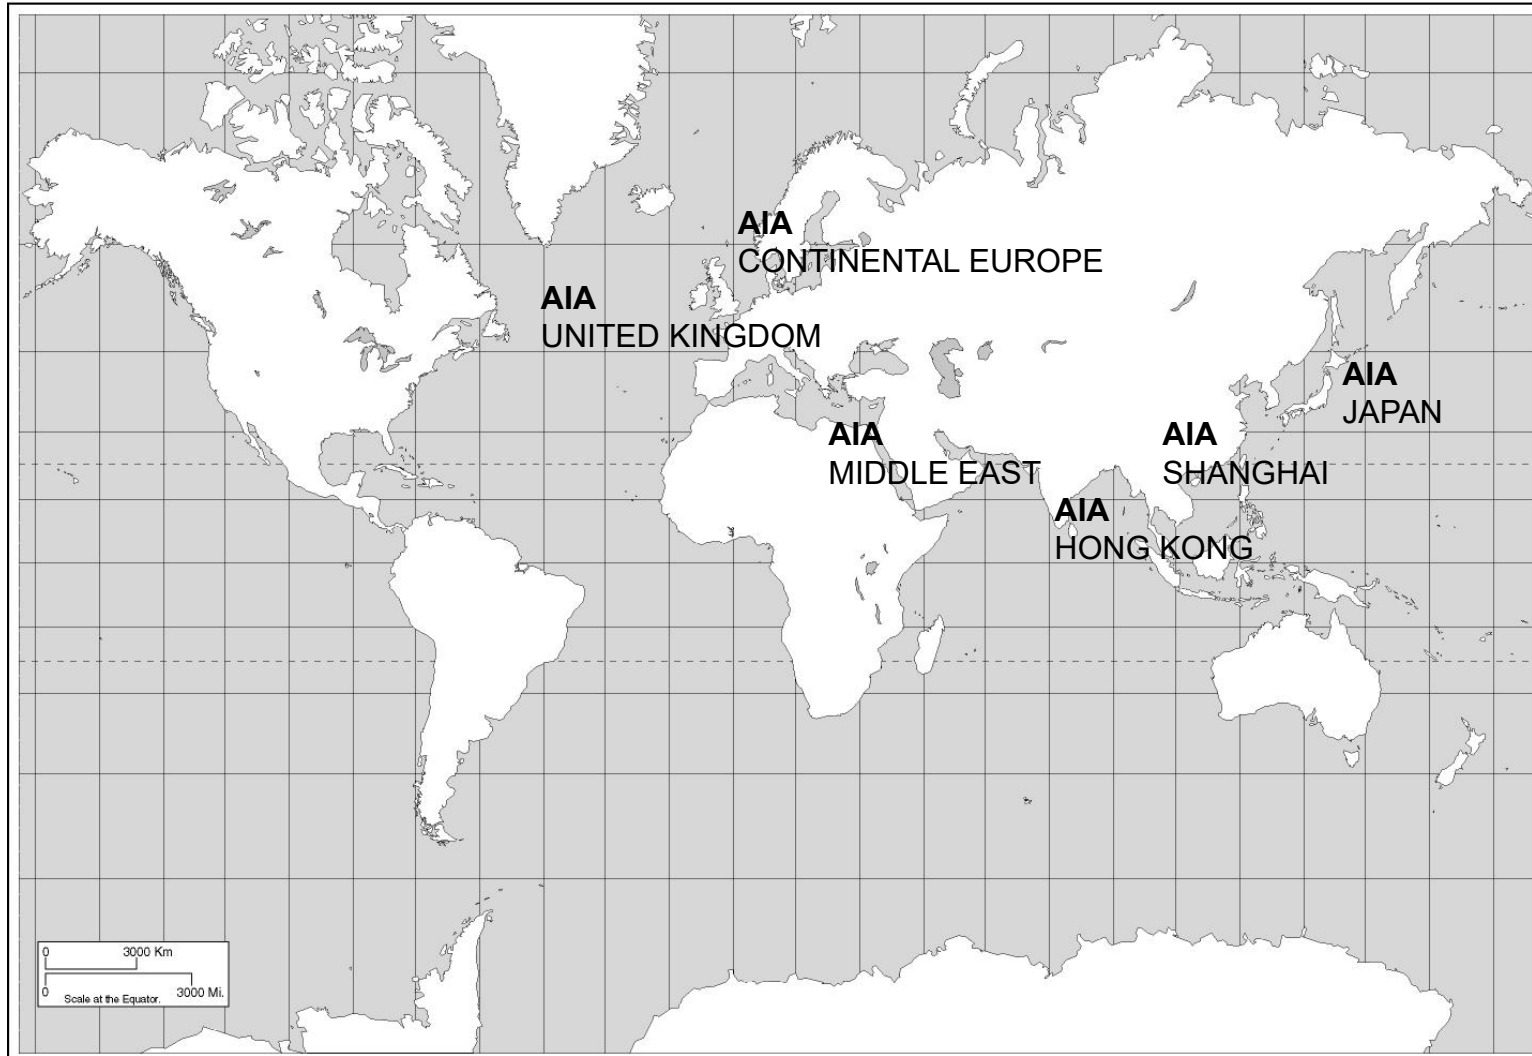 AIA
CONTINENTAL EUROPE
AIA
UNITED KINGDOM
AIA
JAPAN
AIA
MIDDLE EAST
AIA
SHANGHAI
AIA
HONG KONG
0 3000 Km
0 3000 Mi.
Scale at the Equator.